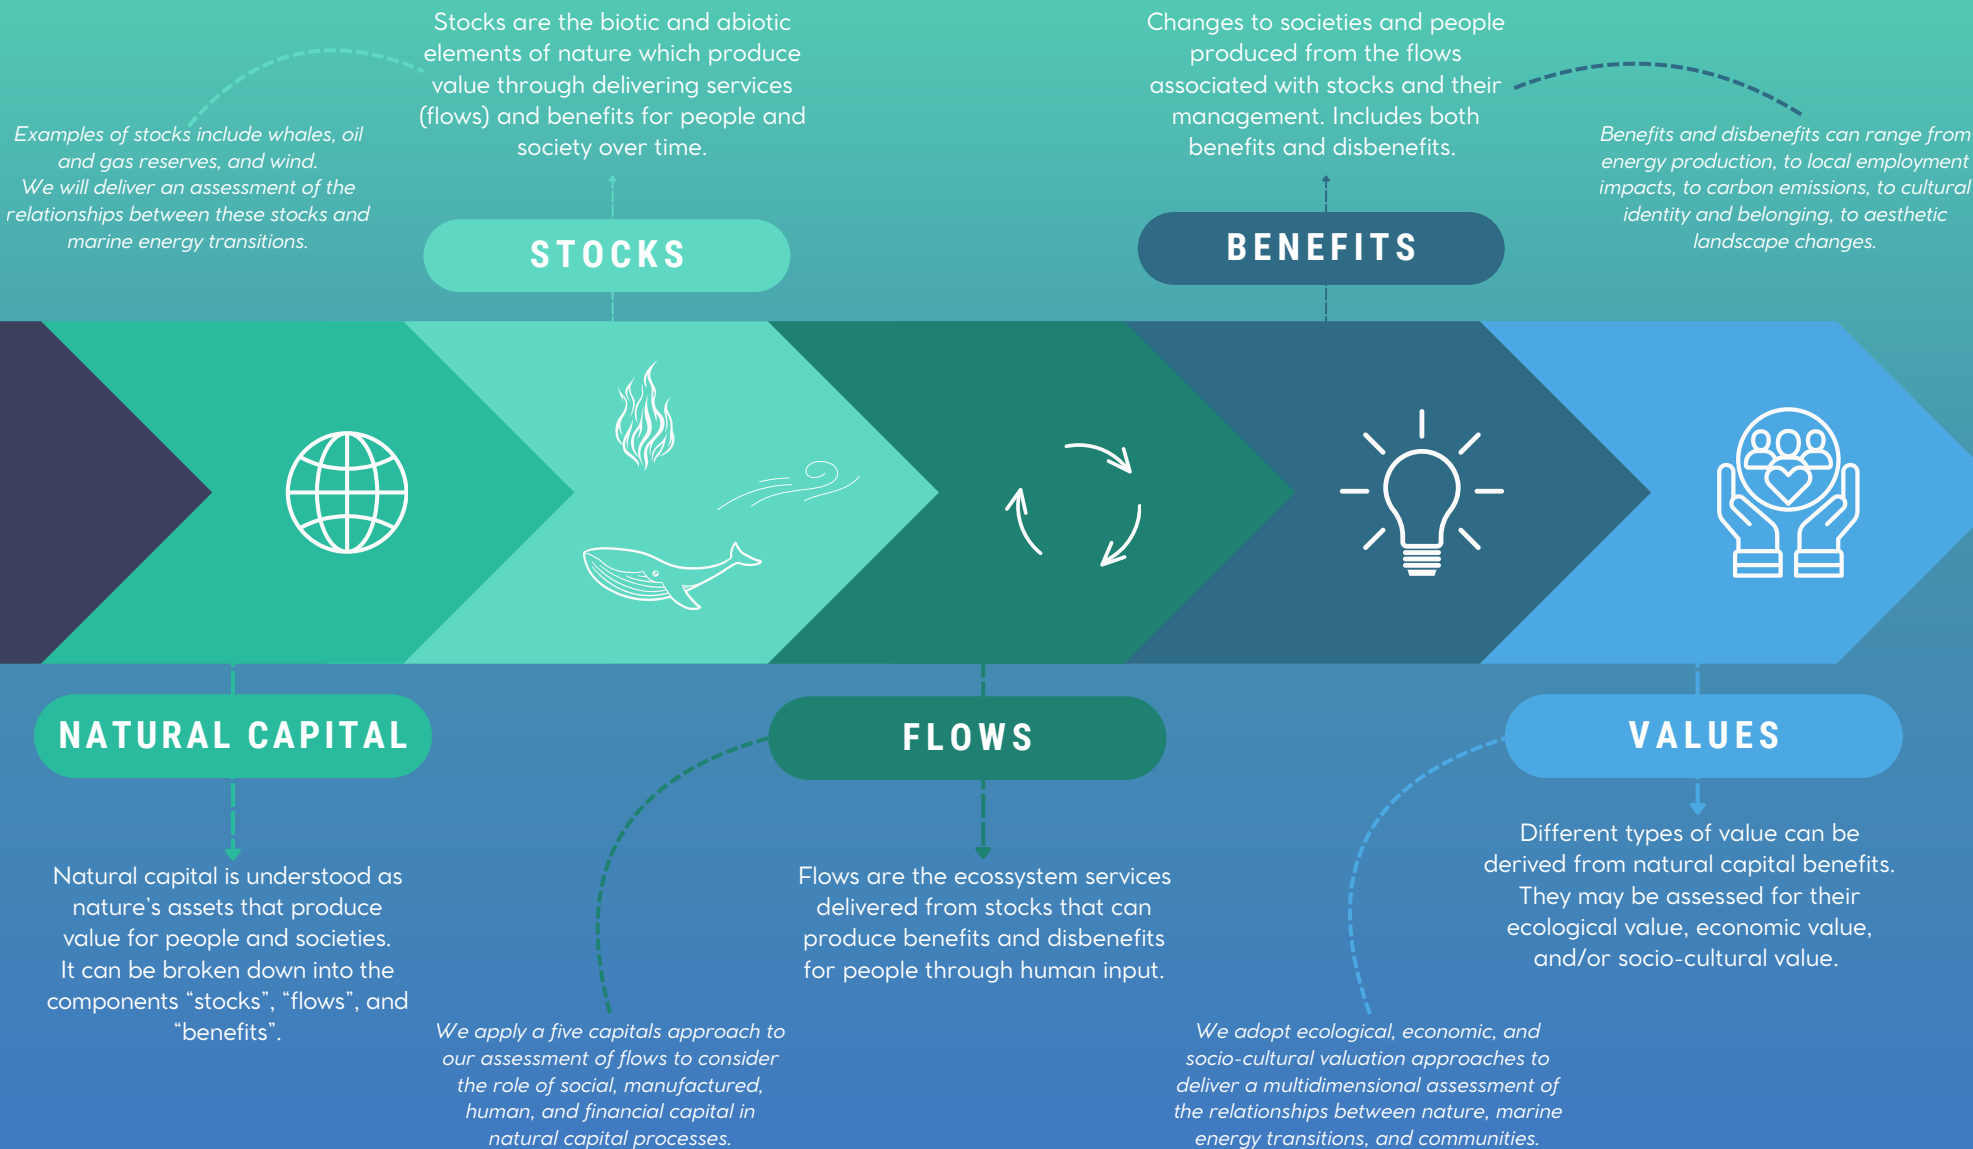 Stocks are the biotic and abiotic
elements of nature which produce
value through delivering services
(flows) and benefits for people and
society over time.
Changes to societies and people
produced from the flows
associated with stocks and their
management. Includes both
benefits and disbenefits.
Examples of stocks include whales, oil
and gas reserves, and wind.
We will deliver an assessment of the
relationships between these stocks and
marine energy transitions.
Benefits and disbenefits can range from
energy production, to local employment
impacts, to carbon emissions, to cultural
identity and belonging, to aesthetic
landscape changes.
STOCKS
BENEFITS
NATURAL CAPITAL
FLOWS
VALUES
Natural capital is understood as
nature's assets that produce
value for people and societies.
It can be broken down into the
components “stocks”, “flows”, and
“benefits”.
Flows are the ecossystem services
delivered from stocks that can
produce benefits and disbenefits
for people through human input.
Different types of value can be
derived from natural capital benefits.
They may be assessed for their
ecological value, economic value,
and/or socio-cultural value.
We apply a five capitals approach to
our assessment of flows to consider
the role of social, manufactured,
human, and financial capital in
natural capital processes.
We adopt ecological, economic, and
socio-cultural valuation approaches to
deliver a multidimensional assessment of
the relationships between nature, marine
energy transitions, and communities.